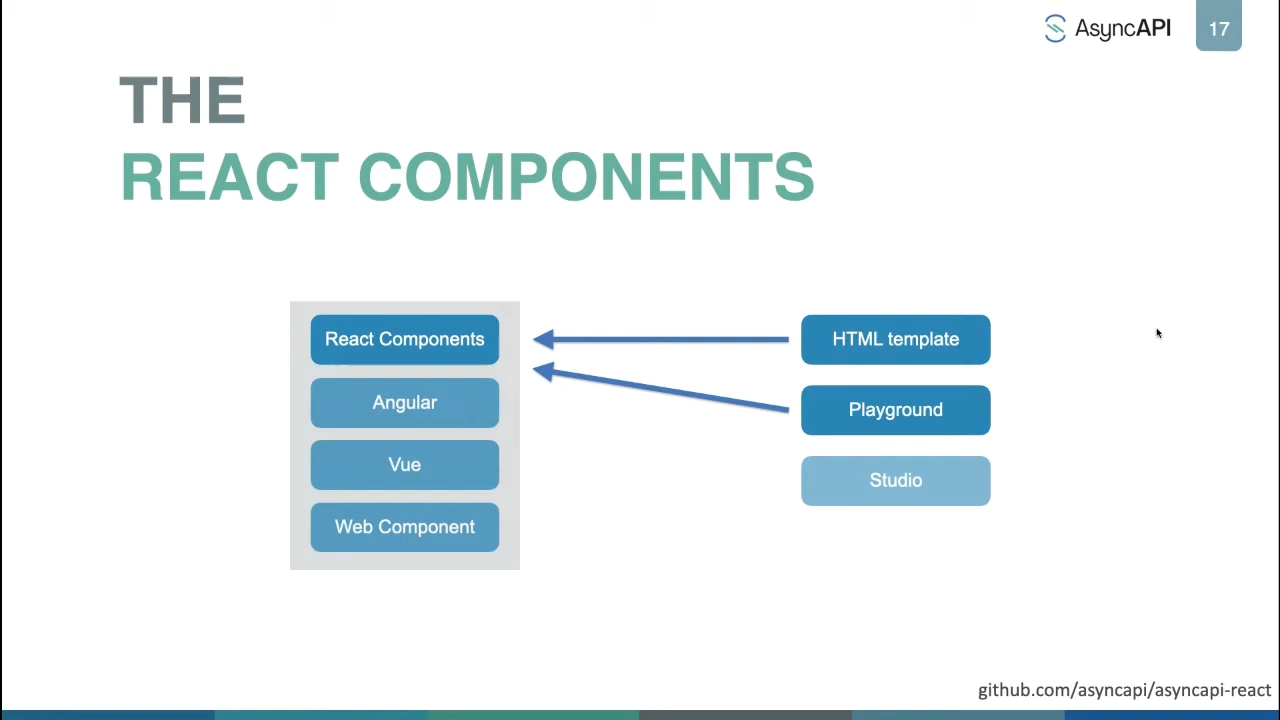 AsyncAPI
17
THE
REACT COMPONENTS
React Components
Angular
Vue
Web Component
HTML template
Playground
Studio
github.com/asyncapi/asyncapi-react